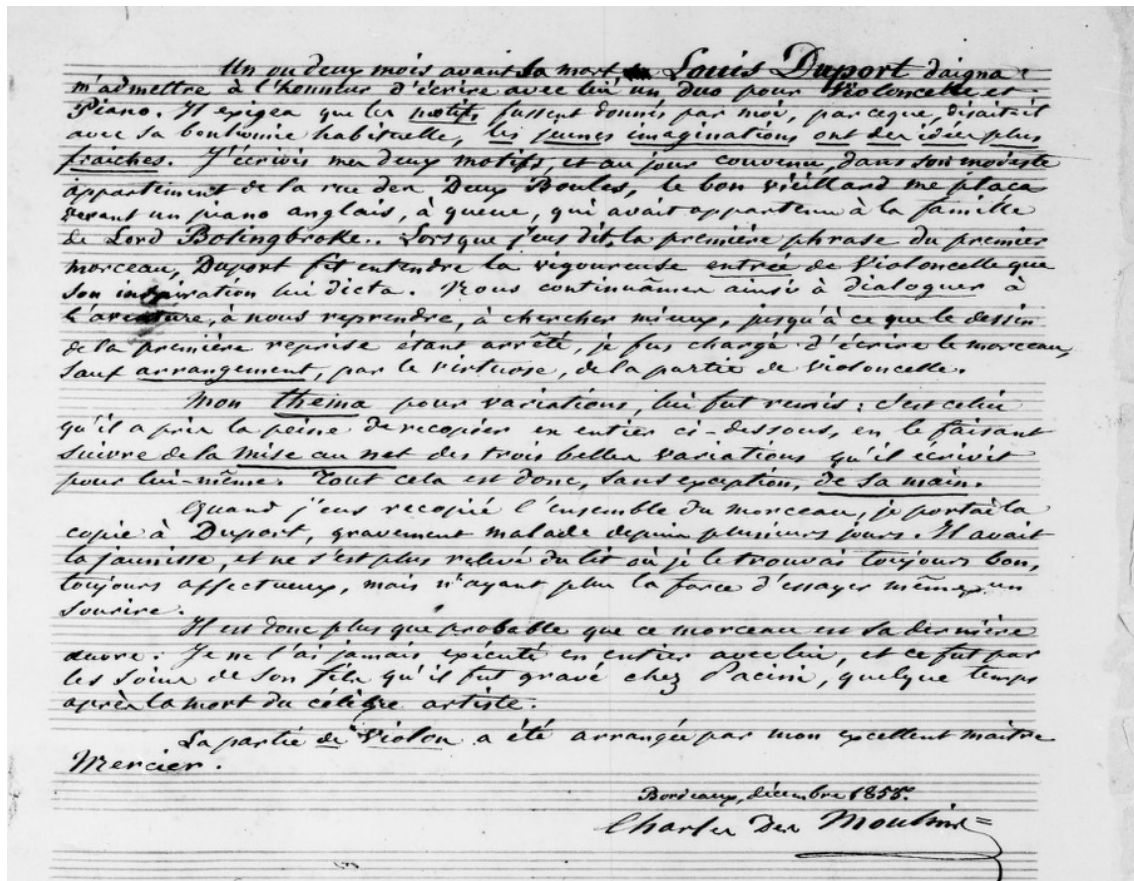 Un ou deux mois avant sa mort, Louis Duport daigna
m'admettre à l'honneur d'écrire avec lui un duo pour Violoncelle et
Piano. Il exigea que les motifs fussent donnés par moi, parceque, disait-il
avec sa bonhomie habituelle, les jeunes imaginations ont des idées plus
fraîches. J'écrivis mes deux motifs, et au jour convenu, dans son modeste
appartement de la rue des Deux Boules, le bon vieillard me plaça
devant un piano anglais, à queue, qui avait appartenu à la famille
de Lord Bolingbroke.. Lorsque j'eus dit, la première phrase du premier
morceau, Duport fit entendre la vigoureuse entrée de Violoncelle que
son inspiration lui dicta. Nous continuâmes ainsi à dialoguer à
à nous reprendre, à chercher mieux, jusqu'à ce que le dessin
de la première reprise étant arrêté, je fus chargé d'écrire le morceau,
sauf arrangement, par le virtuose, de la partie de Violoncelle.
Mon thema pour variations, lui fut remis : c'est celui
qu'il a pris la peine de recopier en entier ci-dessous, en le faisant
suivre de la mise au net des trois belles variations qu'il écrivit
pour lui-même. Tout cela est donc, sans exception, de sa main.
Quand j'eus recopié l'ensemble du morceau, je portai la
copie à Duport, gravement malade depuis plusieurs jours. Il avait
la jaunisse, et ne s'est plus relevé du lit où je le trouvai toujours bon,
toujours affectueux, mais n'ayant plus la force d'essayer même un
sourire.
Il est donc plus que probable que ce morceau est sa dernière
œuvre. Je ne l'ai jamais exécuté en entier avec lui, et ce fut par
les soins de son fils qu'il fut gravé chez Pacini, quelque temps
après la mort du célèbre artiste.
La partie de Violon a été arrangée par mon excellent maître
Mercier.
Bordeaux, décembre 1855.
Charles Des Moulins